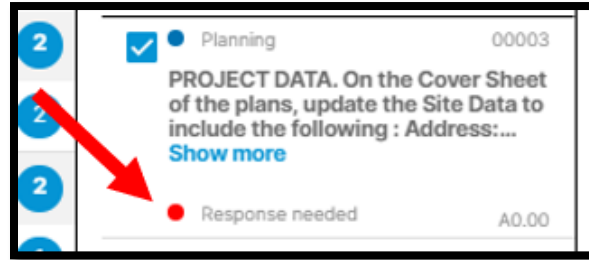 2
Planning 00003
PROJECT DATA. On the Cover Sheet
of the plans, update the Site Data to
2
include the following : Address:...
Show more
2
Response needed A0.00